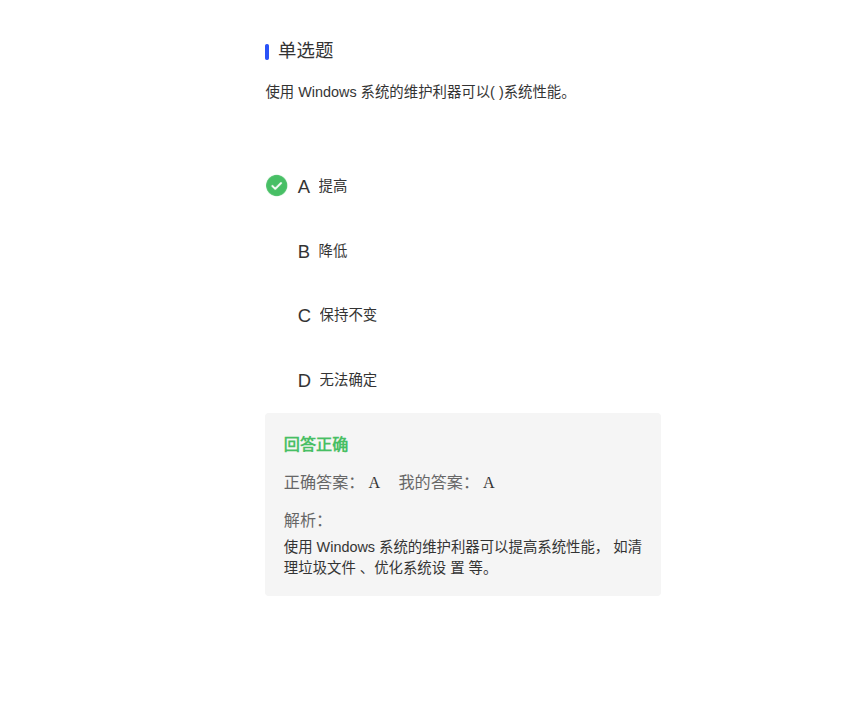 单选题
使用 Windows 系统的维护利器可以( )系统性能。
A 提高
B 降低
C 保持不变
D 无法确定
回答正确
正确答案： A 我的答案： A
解析：
使用 Windows 系统的维护利器可以提高系统性能， 如清
理垃圾文件 、优化系统设 置 等。